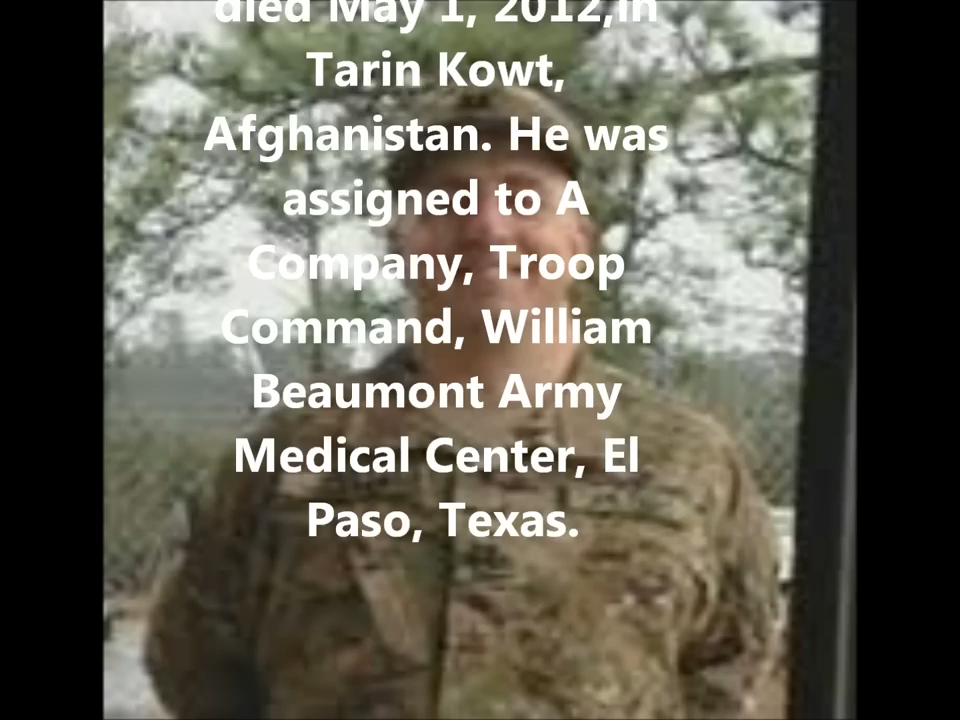 died May 1, 2012,in
Tarin Kowt,
Afghanistan. He was
assigned to A
Company, Troop
Command, William
Beaumont Army
Medical Center, El
Paso, Texas.